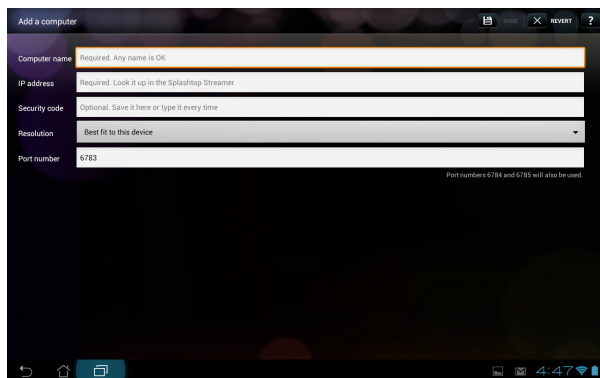 Add a computer DONE REVERT ?
Computer name Required. Any name is OK
IP address Required. Look it up in the Splashtop Streamer
Security code Optional. Save it here or type it every time
Resolution Best fit to this device
Port number 6783
Port numbers 6784 and 6785 will also be used.
4:47